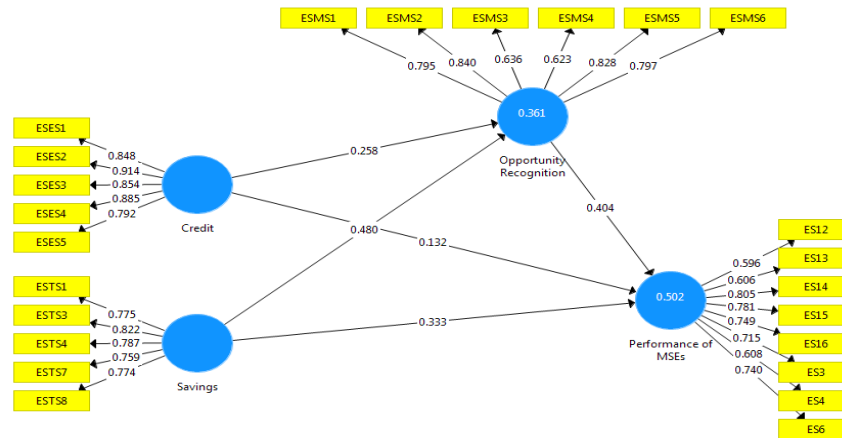 ESMS1 ESMS2 ESMS3 ESMS4 ESMS5 ESMS6
0.795 0.840 0.636 0.623 0.828 0.797
0.361
Opportunity
Recognition
ESES1
ESES2
ESES3
ESES4
ESES5
0.848
0.914
0.854
0.885
0.792
Credit
0.258
0.480
0.132
0.404
0.333
ESTS1
ESTS3
ESTS4
ESTS7
ESTS8
0.775
0.822
0.787
0.759
0.774
Savings
0.502
Performance of
MSEs
0.596
0.606
0.805
0.781
0.749
0.715
0.608
0.740
ES12
ES13
ES14
ES15
ES16
ES3
ES4
ES6